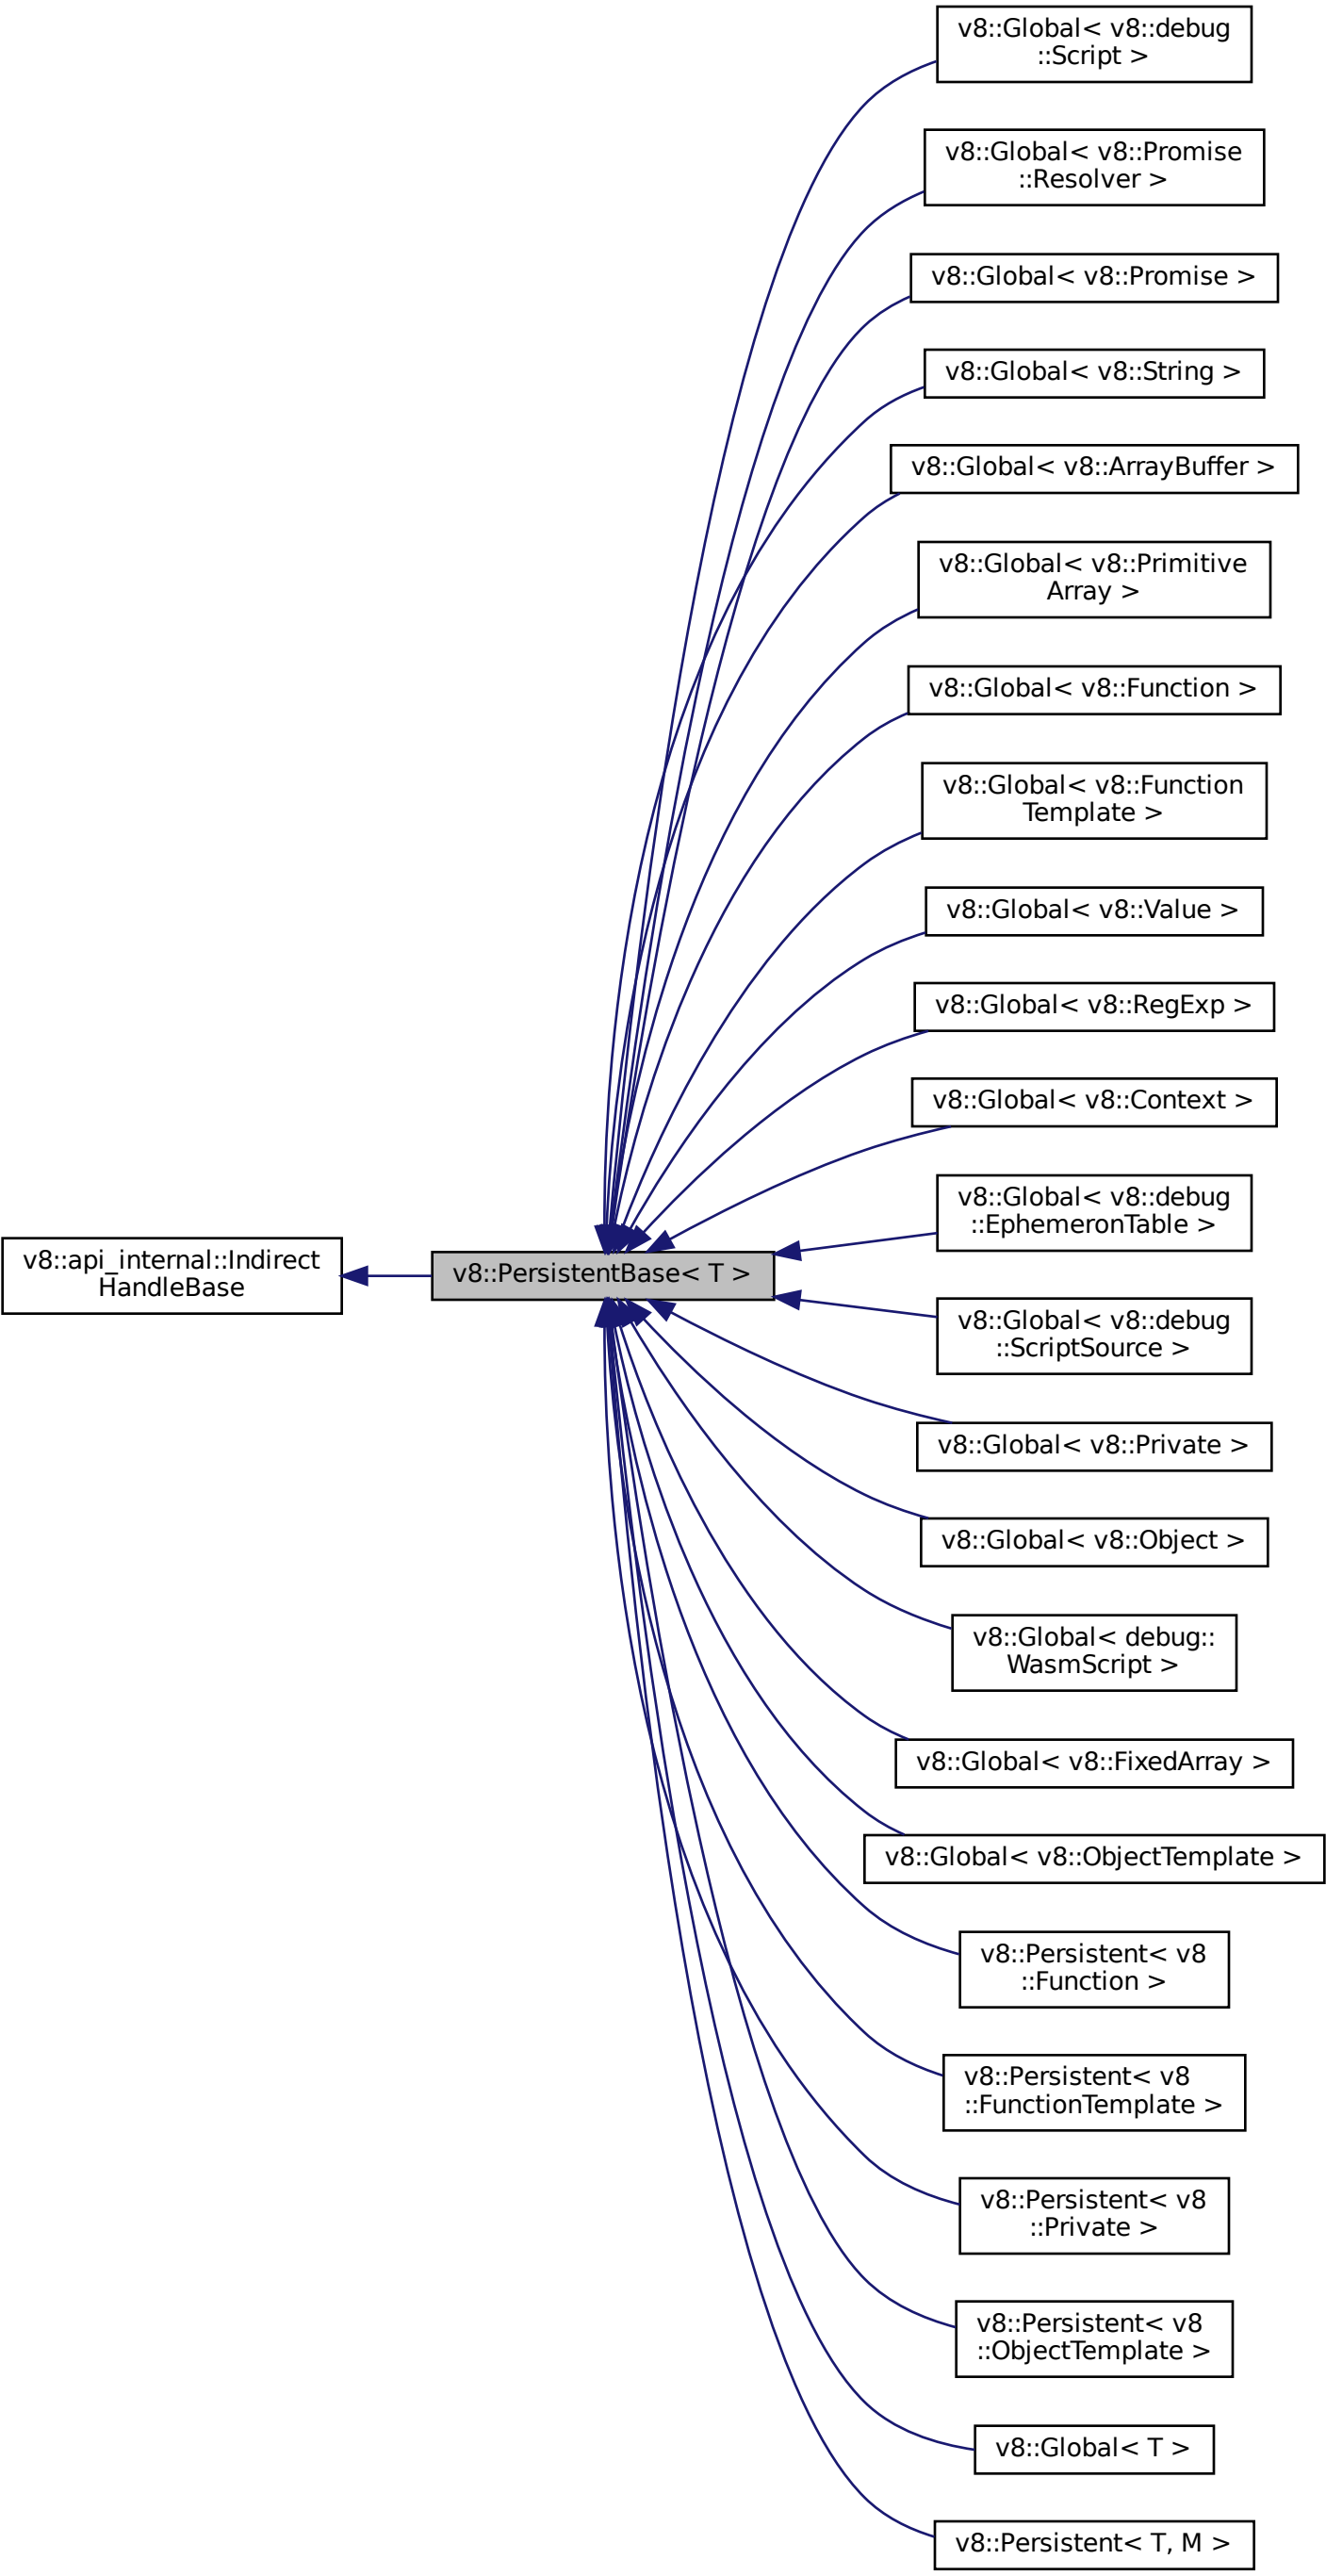 v8::Global< v8::debug
::Script >
v8::Global< v8::Promise
::Resolver >
v8::Global< v8::Promise >
v8::Global< v8::String >
v8::Global< v8::ArrayBuffer >
v8::Global< v8::Primitive
Array >
v8::Global< v8::Function >
v8::Global< v8::Function
Template >
v8::Global< v8::Value >
v8::Global< v8::RegExp >
v8::Global< v8::Context >
v8::Global< v8::debug
::EphemeronTable >
v8::api_internal::Indirect
HandleBase
v8::PersistentBase< T >
v8::Global< v8::debug
::ScriptSource >
v8::Global< v8::Private >
v8::Global< v8::Object >
v8::Global< debug::
WasmScript >
v8::Global< v8::FixedArray >
v8::Global< v8::ObjectTemplate >
v8::Persistent< v8
::Function >
v8::Persistent< v8
::FunctionTemplate >
v8::Persistent< v8
::Private >
v8::Persistent< v8
::ObjectTemplate >
v8::Global< T >
v8::Persistent< T, M >